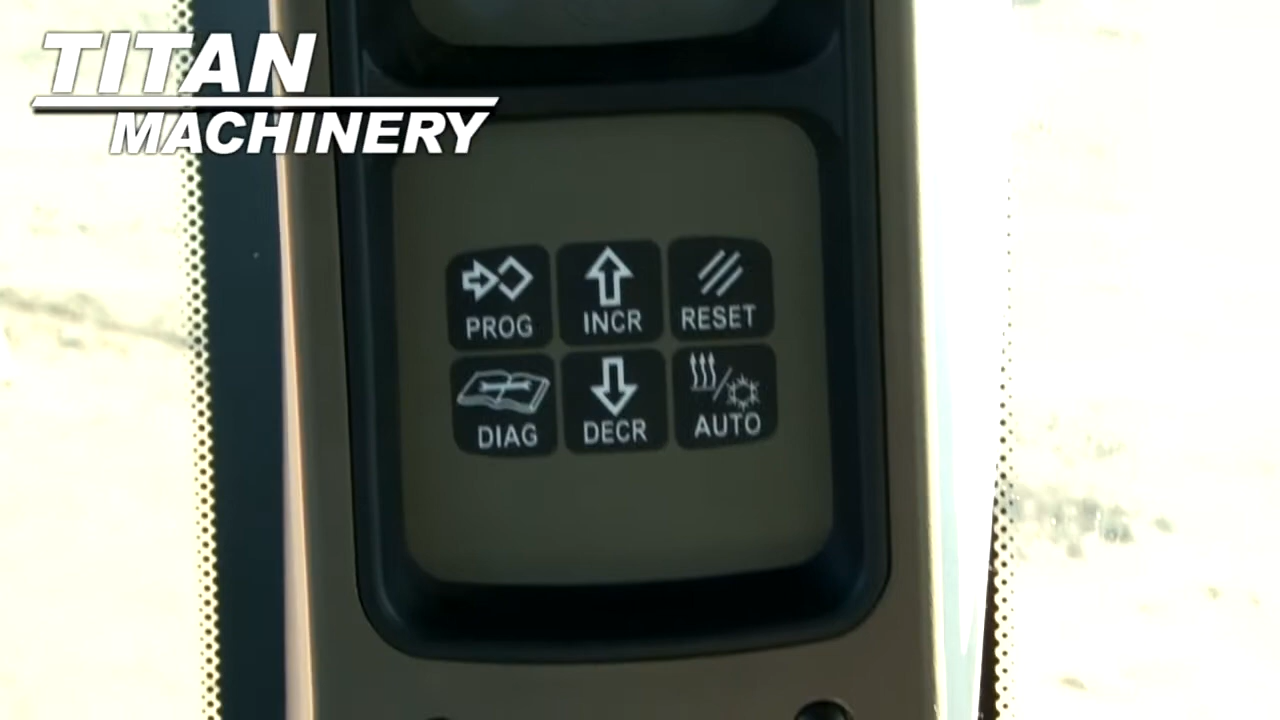 TITAN
MACHINERY
PROG
INCR
RESET
DIAG
DECR
AUTO